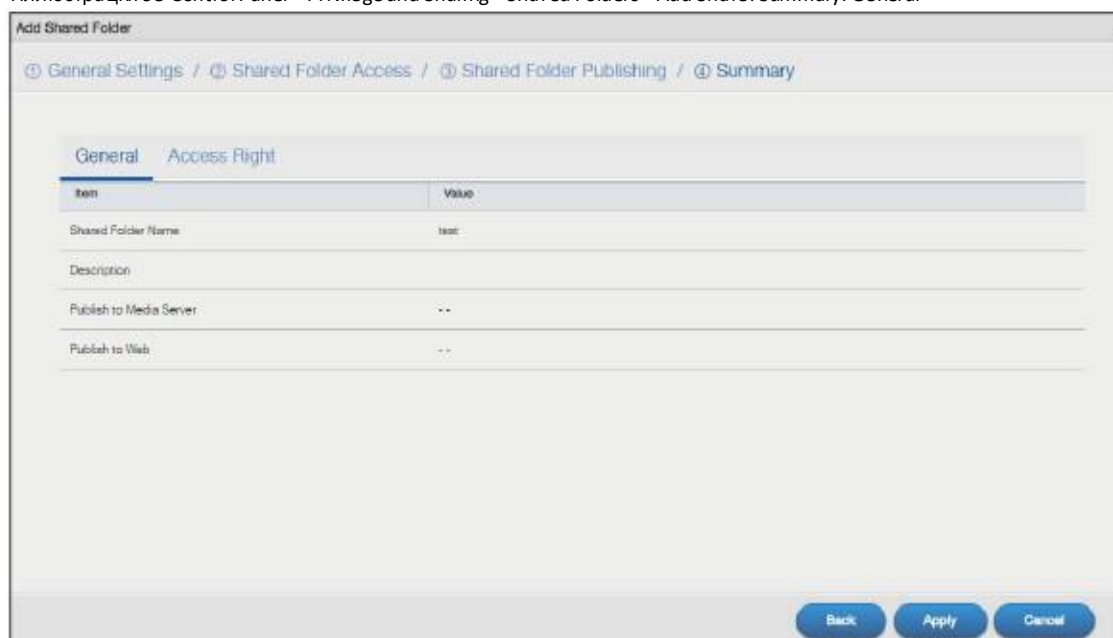 Add Shared Folder
① General Settings / ② Shared Folder Access / ③ Shared Folder Publishing / ④ Summary
General Access Right
Item Value
Shared Folder Name test
Description
Publish to Media Server --
Publish to Web --
Back Apply Cancel